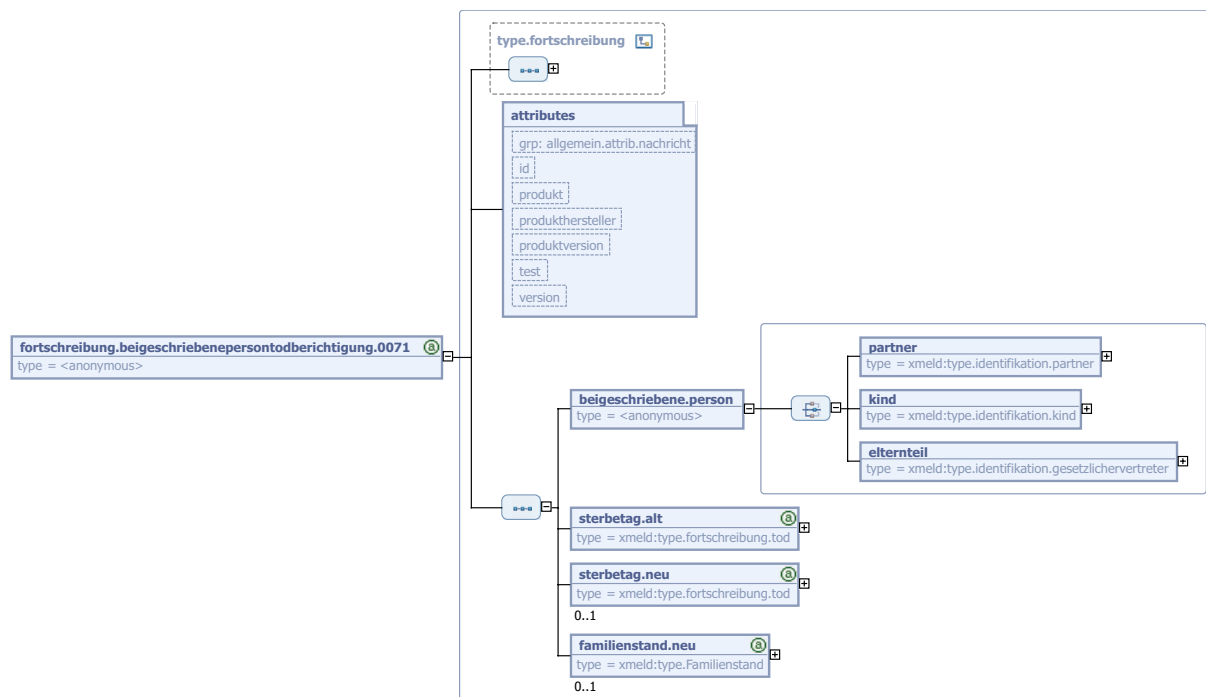 type.fortschreibung
attributes
grp: allgemein.attrib.nachricht
id
produkt
produkthersteller
produktversion
test
version
fortschreibung.beigeschriebenepersontodberichtigung.0071
type = <anonymous>
beigeschriebene.person
type = <anonymous>
partner
type = xmeld:type.identifikation.partner
kind
type = xmeld:type.identifikation.kind
elternteil
type = xmeld:type.identifikation.gesetzlichervertreter
sterbetag.alt
type = xmeld:type.fortschreibung.tod
sterbetag.neu
type = xmeld:type.fortschreibung.tod
0..1
familienstand.neu
type = xmeld:type.Familienstand
0..1